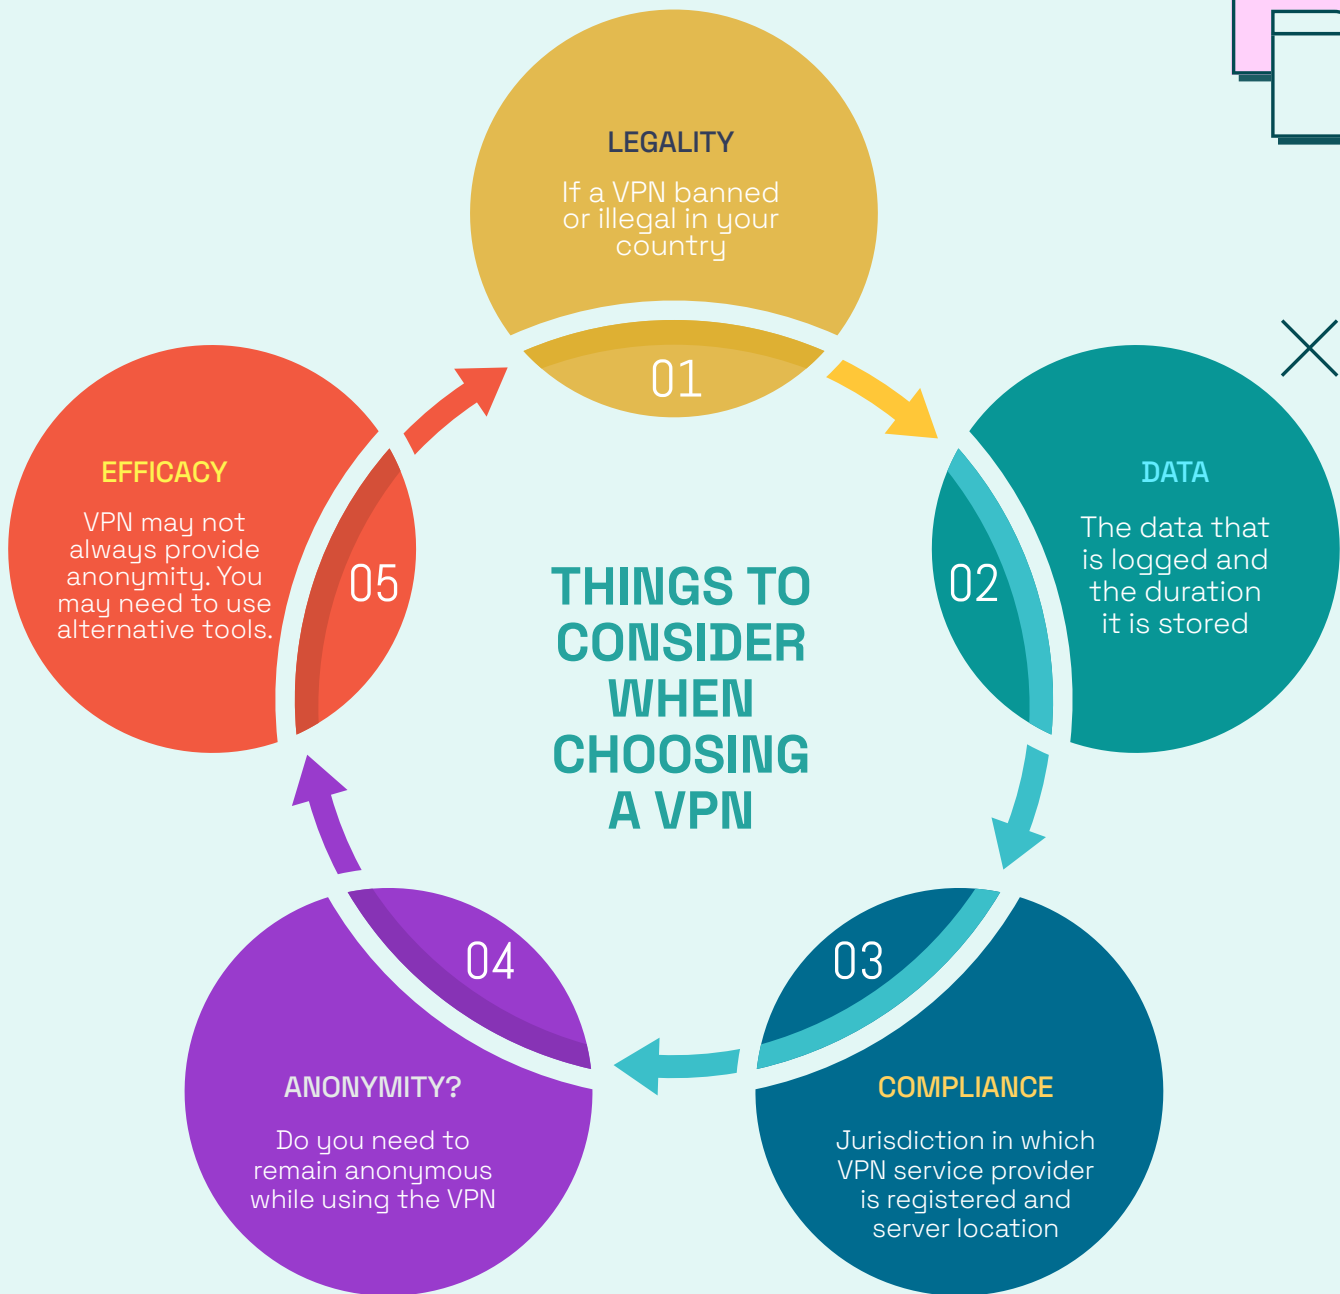 THINGS TO
CONSIDER
WHEN
CHOOSING
A VPN
LEGALITY
If a VPN banned
or illegal in your
country
01
DATA
The data that
is logged and
the duration
it is stored
02
03
COMPLIANCE
Jurisdiction in which
VPN service provider
is registered and
server location
04
ANONYMITY?
Do you need to
remain anonymous
while using the VPN
05
EFFICACY
VPN may not
always provide
anonymity. You
may need to use
alternative tools.